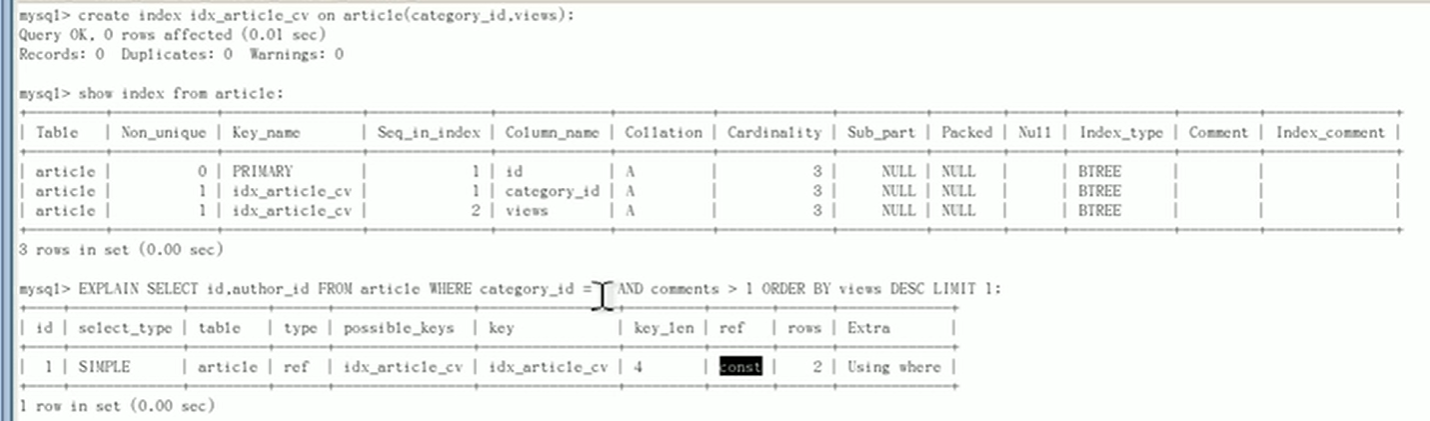 mysql> create index idx_article_cv on article(category_id,views);
Query OK, 0 rows affected (0.01 sec)
Records: 0  Duplicates: 0  Warnings: 0
mysql> show index from article;
| Table | Non_unique | Key_name | Seq_in_index | Column_name | Collation | Cardinality | Sub_part | Packed | Null | Index_type | Comment | Index_comment |
| article | 0 | PRIMARY | 1 | id | A | 3 | NULL | NULL | | BTREE | | |
| article | 1 | idx_article_cv | 1 | category_id | A | 3 | NULL | NULL | | BTREE | | |
| article | 1 | idx_article_cv | 2 | views | A | 3 | NULL | NULL | | BTREE | | |
3 rows in set (0.00 sec)
mysql> EXPLAIN SELECT id,author_id FROM article WHERE category_id = AND comments > 1 ORDER BY views DESC LIMIT 1;
| id | select_type | table | type | possible_keys | key | key_len | ref | rows | Extra |
| 1 | SIMPLE | article | ref | idx_article_cv | idx_article_cv | 4 | const | 2 | Using where |
1 row in set (0.00 sec)